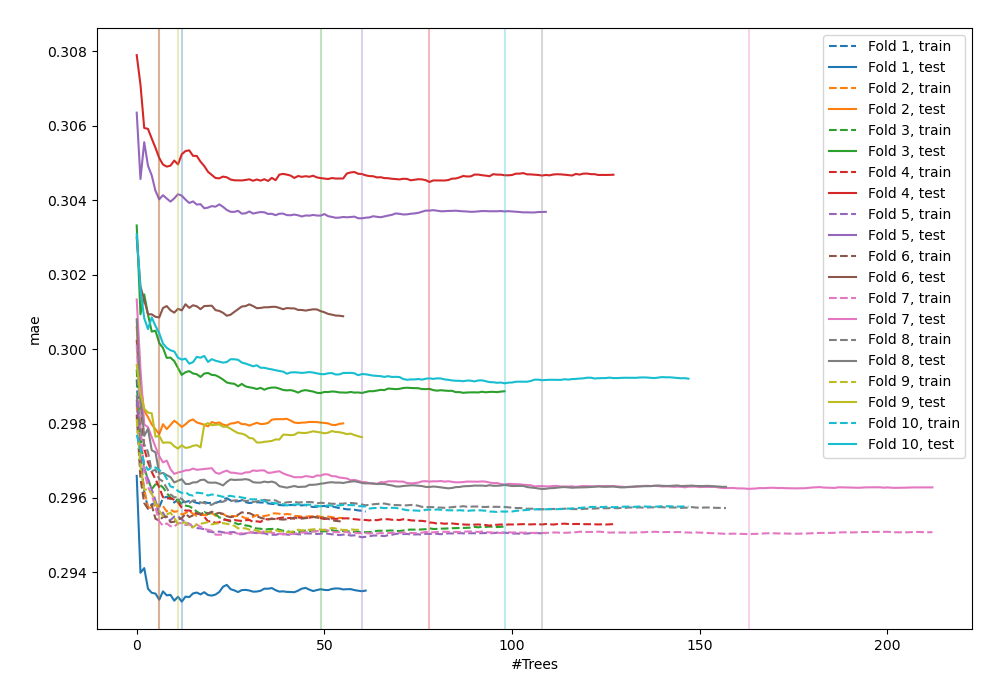 0.308
0.306
0.304
0.302
0.300
0.298
0.296
0.294
mae
0
50
100
150
200
#Trees
Fold 1, train
Fold 1, test
Fold 2, train
Fold 2, test
Fold 3, train
Fold 3, test
Fold 4, train
Fold 4, test
Fold 5, train
Fold 5, test
Fold 6, train
Fold 6, test
Fold 7, train
Fold 7, test
Fold 8, train
Fold 8, test
Fold 9, train
Fold 9, test
Fold 10, train
Fold 10, test